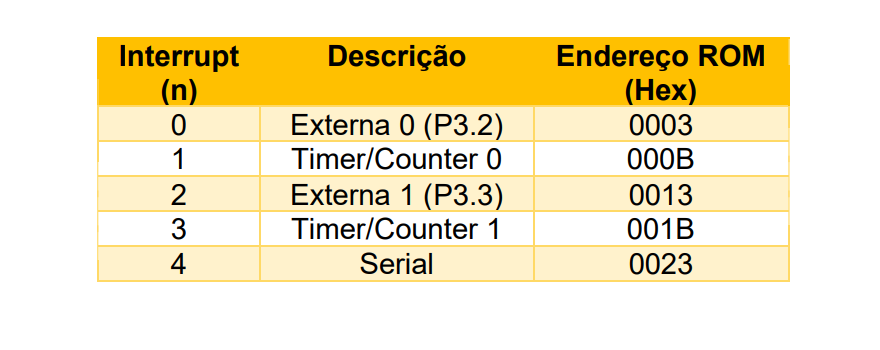 Interrupt (n) Descrição Endereço ROM (Hex)
0 Externa 0 (P3.2) 0003
1 Timer/Counter 0 000B
2 Externa 1 (P3.3) 0013
3 Timer/Counter 1 001B
4 Serial 0023